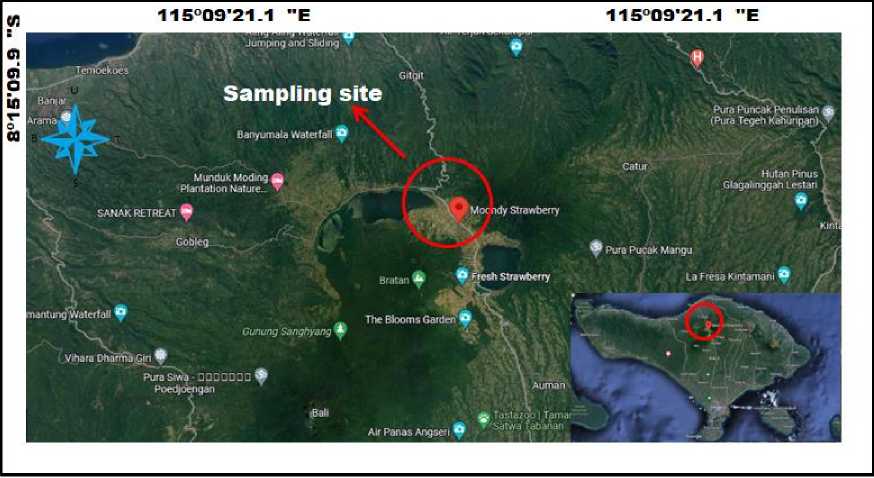 115°09'21.1 "E
115°09'21.1 "E
8°15'09.9 "S
Jumping and Sliding
Temoekoes
Gitgit
Banjar
Arama
U
T
S
B
Sampling site
Banyumala Waterfall
Pura Puncak Penulisan
(Pura Tegeh Kahuripan)
Catur
Munduk Moding
Plantation Nature...
Hutan Pinus
Glagalinggah Lestari
SANAK RETREAT
Moondy Strawberry
Kinta
Gobleg
Pura Pucak Mangu
Bratan
Fresh Strawberry
La Fresa Kintamani
mantung Waterfall
The Blooms Garden
Gunung Sanghyang
Vihara Dharma Giri
Pura Siwa - □□□□□□□
Poedjoengan
Auman
Bali
Tastazoo | Taman
Satwa Tabanan
Air Panas Angseri